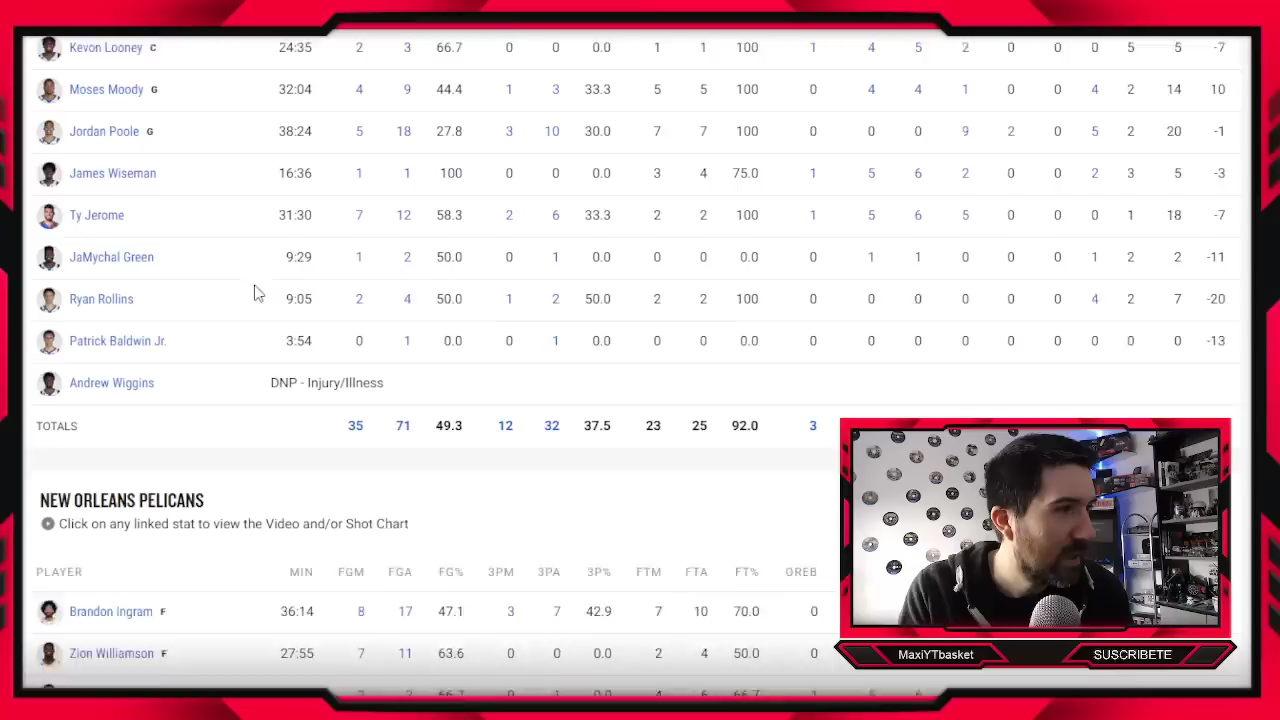 Kevon Looney C 24:35 2 3 66.7 0 0 0.0 1 1 100 1 4 5 2 0 0 0 5 5 -7
Moses Moody G 32:04 4 9 44.4 1 3 33.3 5 5 100 0 4 4 1 0 0 4 2 14 10
Jordan Poole G 38:24 5 18 27.8 3 10 30.0 7 7 100 0 0 0 9 2 0 5 2 20 -1
James Wiseman 16:36 1 1 100 0 0 0.0 3 4 75.0 1 5 6 2 0 0 2 3 5 -3
Ty Jerome 31:30 7 12 58.3 2 6 33.3 2 2 100 1 5 6 5 0 0 0 1 18 -7
JaMychal Green 9:29 1 2 50.0 0 1 0.0 0 0 0.0 0 1 1 0 0 0 1 2 2 -11
Ryan Rollins 9:05 2 4 50.0 1 2 50.0 2 2 100 0 0 0 0 0 0 4 2 7 -20
Patrick Baldwin Jr. 3:54 0 1 0.0 0 1 0.0 0 0 0.0 0 0 0 0 0 0 0 0 0 -13
Andrew Wiggins DNP - Injury/Illness
TOTALS 35 71 49.3 12 32 37.5 23 25 92.0 3
NEW ORLEANS PELICANS
Click on any linked stat to view the Video and/or Shot Chart
PLAYER MIN FGM FGA FG% 3PM 3PA 3P% FTM FTA FT% OREB
Brandon Ingram F 36:14 8 17 47.1 3 7 42.9 7 10 70.0 0
Zion Williamson F 27:55 7 11 63.6 0 0 0.0 2 4 50.0 0
MaxiYTbasket SUSCRIBETE